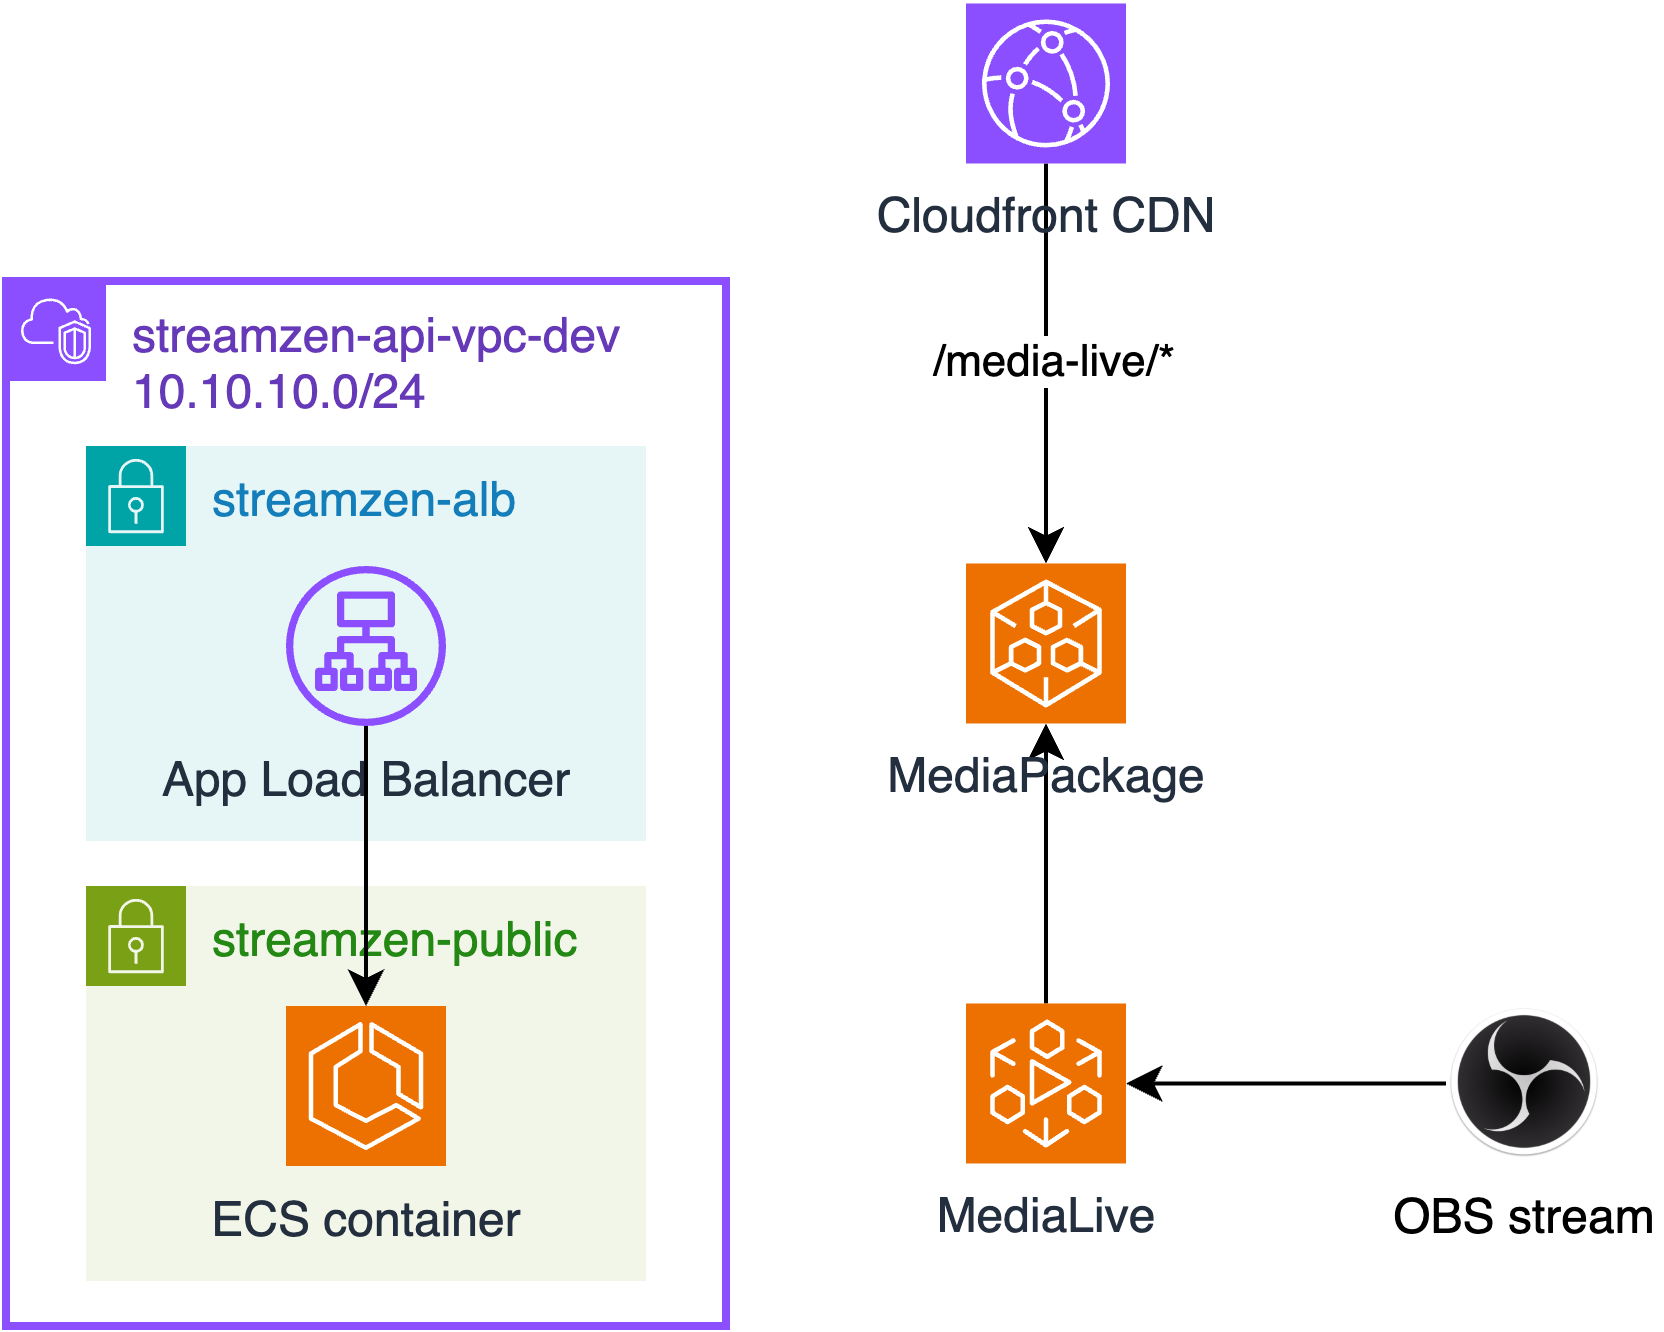 Cloudfront CDN
streamzen-api-vpc-dev
10.10.10.0/24
/media-live/*
streamzen-alb
App Load Balancer
MediaPackage
streamzen-public
ECS container
MediaLive
OBS stream